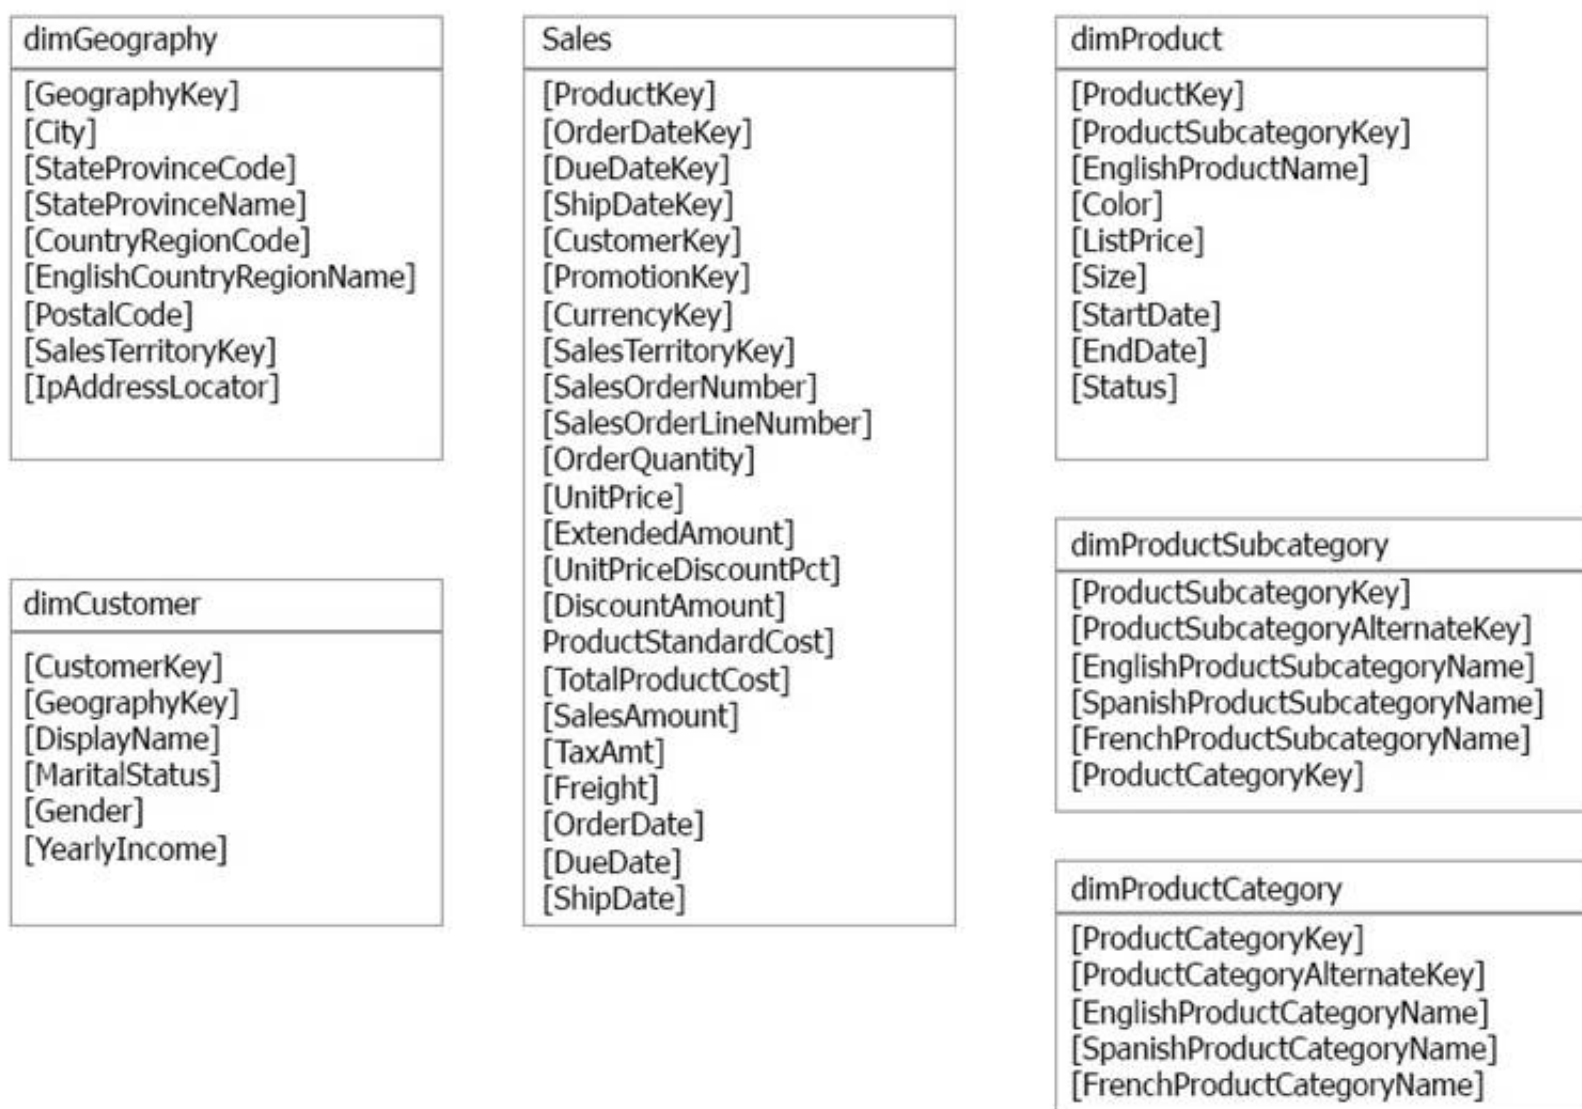 dimGeography
[GeographyKey]
[City]
[StateProvinceCode]
[StateProvinceName]
[CountryRegionCode]
[EnglishCountryRegionName]
[PostalCode]
[SalesTerritoryKey]
[IpAddressLocator]
dimCustomer
[CustomerKey]
[GeographyKey]
[DisplayName]
[MaritalStatus]
[Gender]
[YearlyIncome]
Sales
[ProductKey]
[OrderDateKey]
[DueDateKey]
[ShipDateKey]
[CustomerKey]
[PromotionKey]
[CurrencyKey]
[SalesTerritoryKey]
[SalesOrderNumber]
[SalesOrderLineNumber]
[OrderQuantity]
[UnitPrice]
[ExtendedAmount]
[UnitPriceDiscountPct]
[DiscountAmount]
ProductStandardCost]
[TotalProductCost]
[SalesAmount]
[TaxAmt]
[Freight]
[OrderDate]
[DueDate]
[ShipDate]
dimProduct
[ProductKey]
[ProductSubcategoryKey]
[EnglishProductName]
[Color]
[ListPrice]
[Size]
[StartDate]
[EndDate]
[Status]
dimProductSubcategory
[ProductSubcategoryKey]
[ProductSubcategoryAlternateKey]
[EnglishProductSubcategoryName]
[SpanishProductSubcategoryName]
[FrenchProductSubcategoryName]
[ProductCategoryKey]
dimProductCategory
[ProductCategoryKey]
[ProductCategoryAlternateKey]
[EnglishProductCategoryName]
[SpanishProductCategoryName]
[FrenchProductCategoryName]